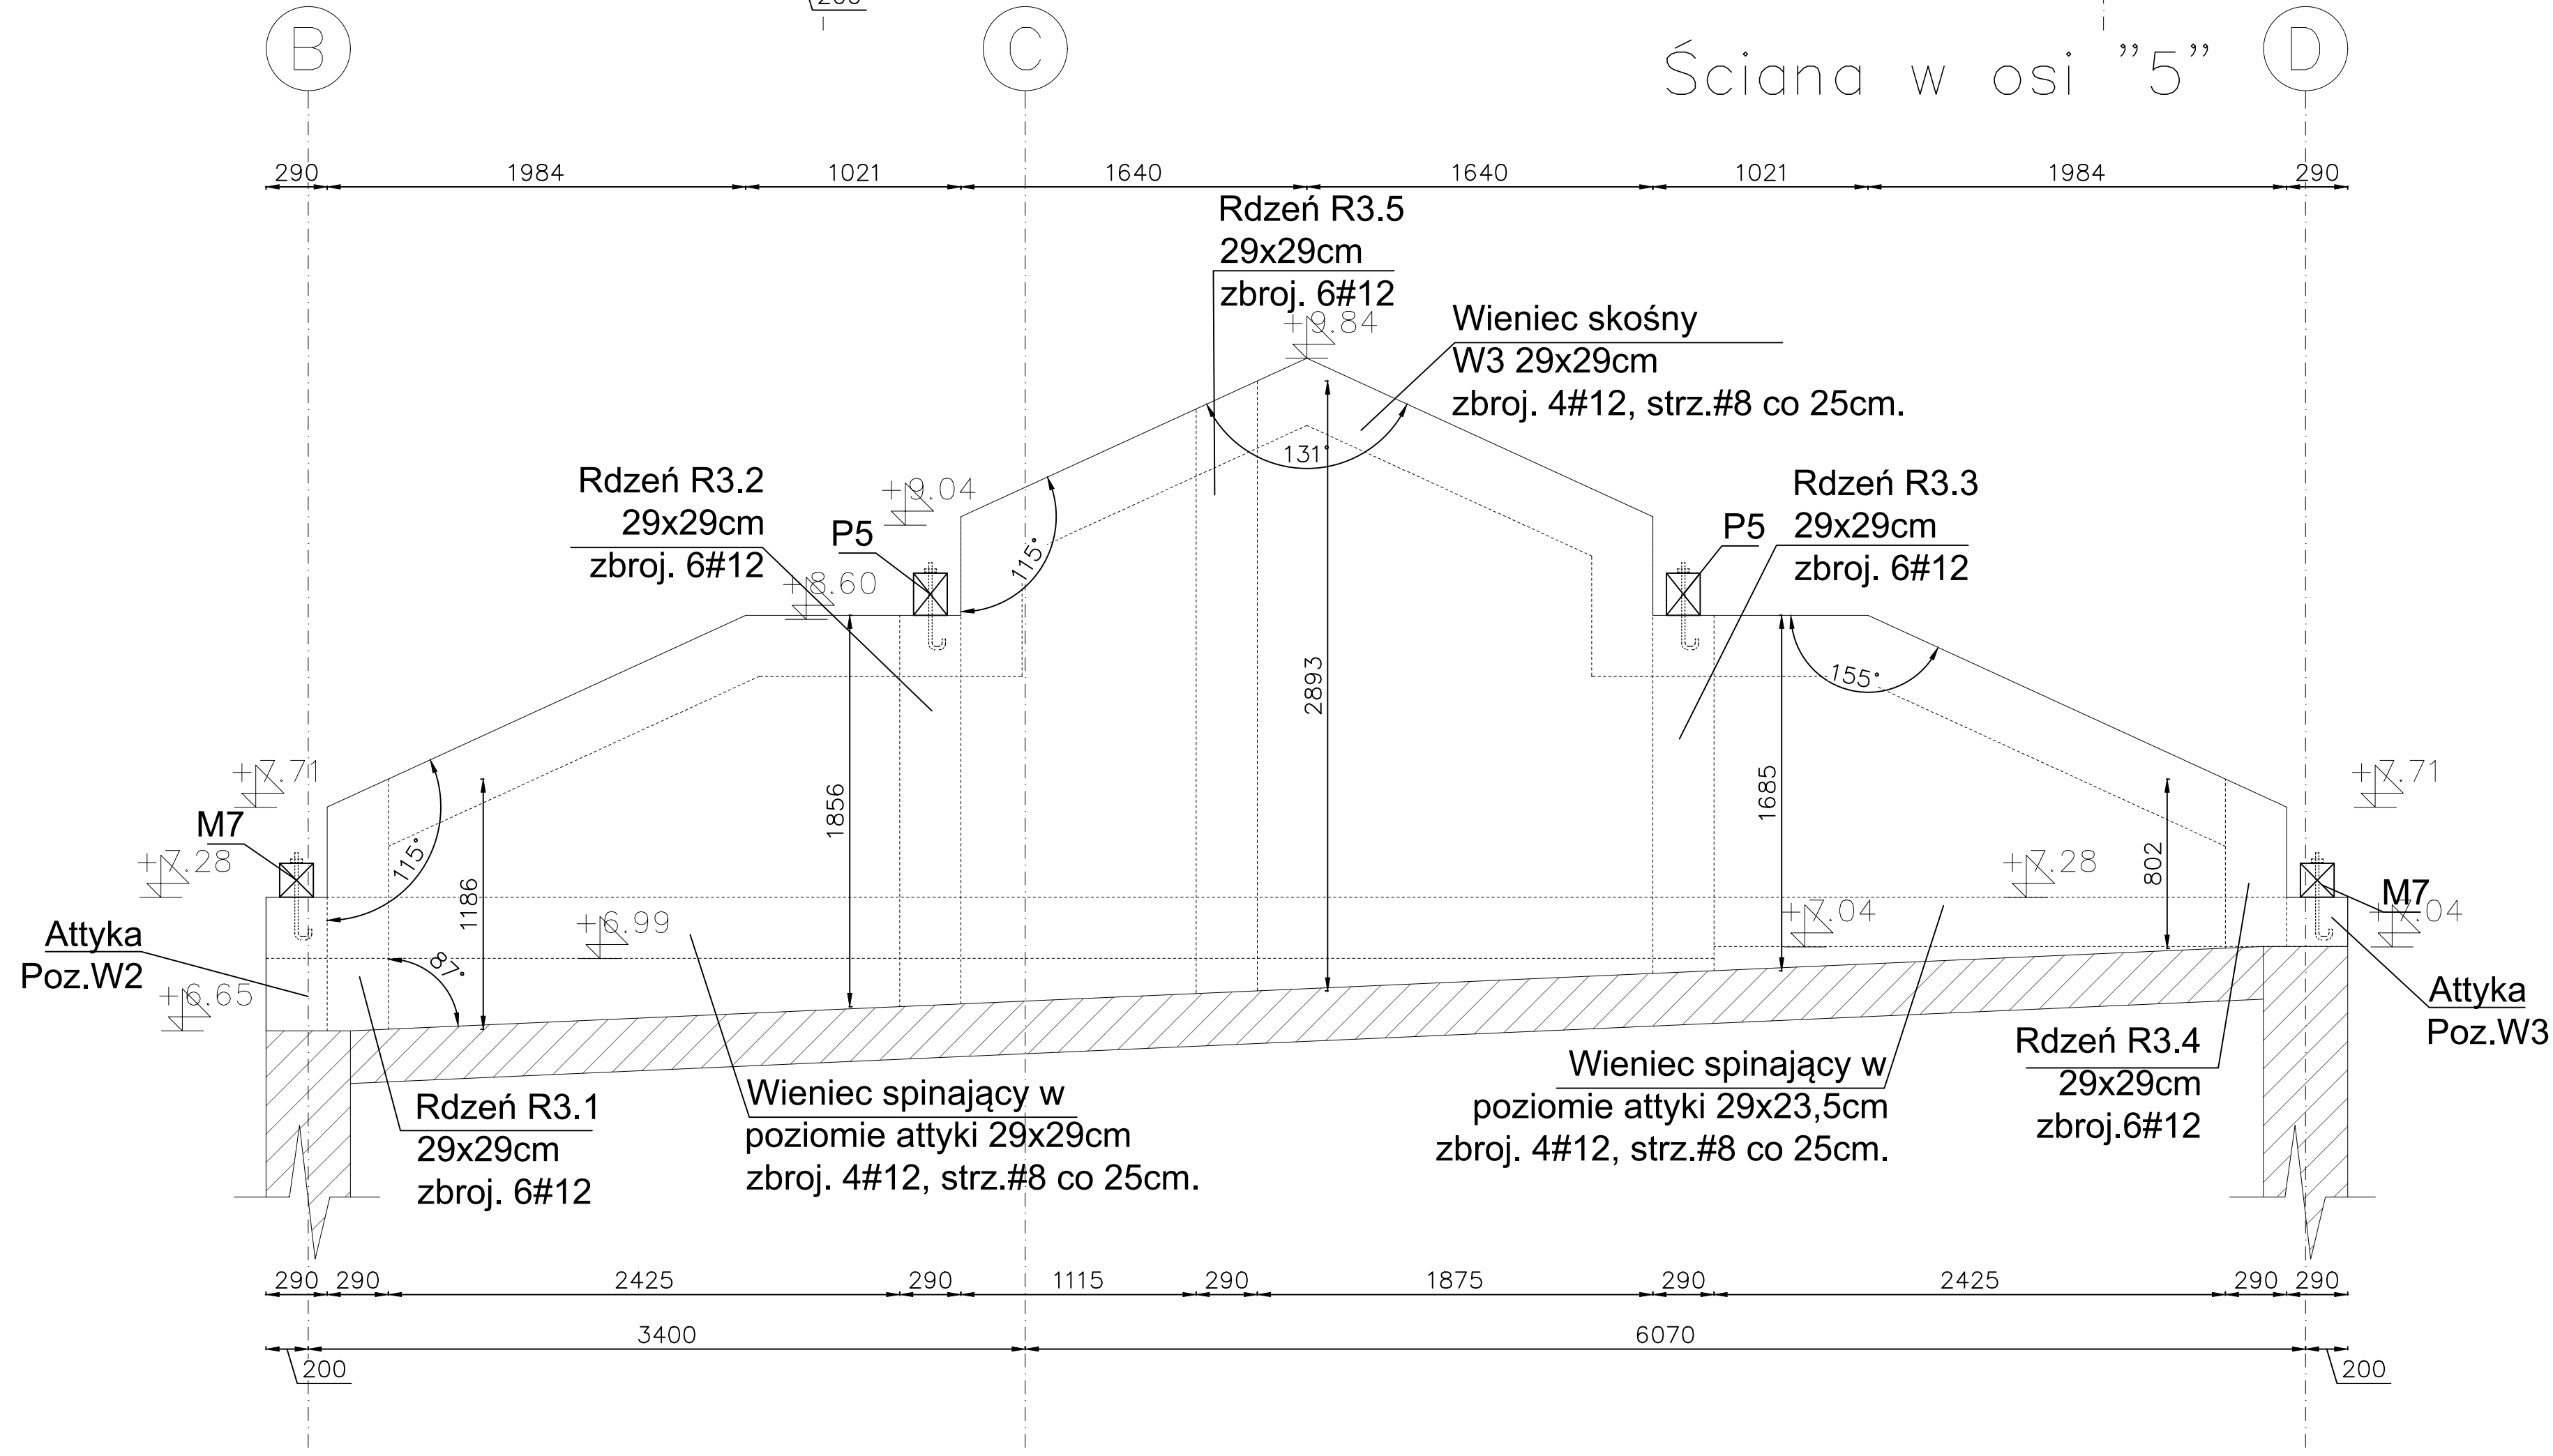 200
B
C
D
Ściana w osi "5"
290
1984
1021
1640
1640
1021
1984
290
Rdzeń R3.5
29x29cm
zbroj. 6#12
+9.84
Wieniec skośny
W3 29x29cm
zbroj. 4#12, strz.#8 co 25cm.
131°
Rdzeń R3.2
29x29cm
zbroj. 6#12
+9.04
P5
+8.60
115°
P5
Rdzeń R3.3
29x29cm
zbroj. 6#12
2893
155°
1856
1685
+7.71
M7
+7.28
115°
1186
+6.99
87°
Attyka
Poz.W2
+6.65
+7.71
+7.28
802
+7.04
M7
+7.04
Attyka
Poz.W3
Rdzeń R3.1
29x29cm
zbroj. 6#12
Wieniec spinający w
poziomie attyki 29x29cm
zbroj. 4#12, strz.#8 co 25cm.
Wieniec spinający w
poziomie attyki 29x23,5cm
zbroj. 4#12, strz.#8 co 25cm.
Rdzeń R3.4
29x29cm
zbroj.6#12
290
290
2425
290
1115
290
1875
290
2425
290
290
3400
6070
200
200